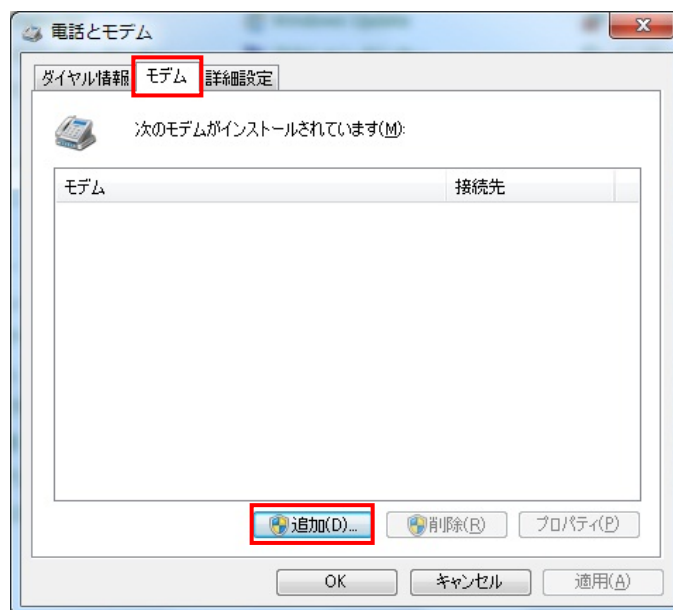 電話とモデム
ダイヤル情報 モデム 詳細設定
次のモデムがインストールされています(M):
モデム 接続先
追加(D)... 削除(R) プロパティ(P)
OK キャンセル 適用(A)